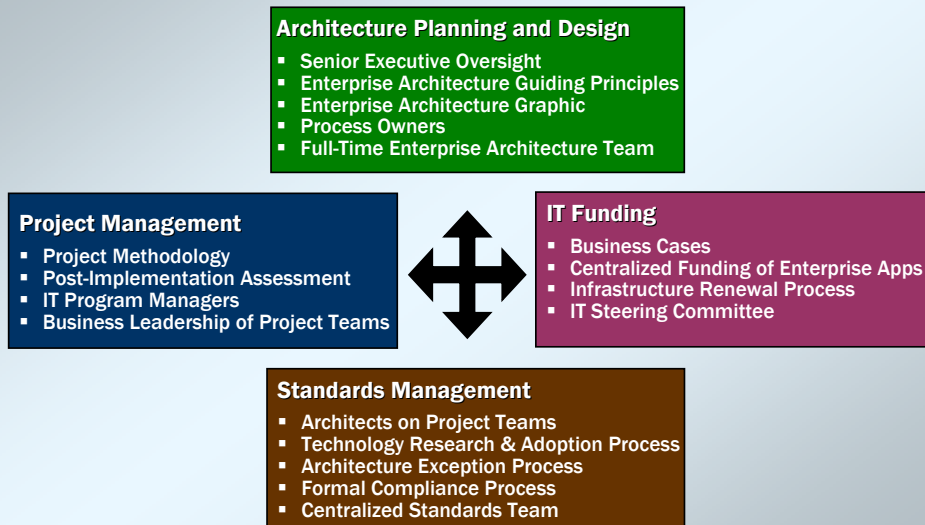 Architecture Planning and Design
▪ Senior Executive Oversight
▪ Enterprise Architecture Guiding Principles
▪ Enterprise Architecture Graphic
▪ Process Owners
▪ Full-Time Enterprise Architecture Team
Project Management
▪ Project Methodology
▪ Post-Implementation Assessment
▪ IT Program Managers
▪ Business Leadership of Project Teams
IT Funding
▪ Business Cases
▪ Centralized Funding of Enterprise Apps
▪ Infrastructure Renewal Process
▪ IT Steering Committee
Standards Management
▪ Architects on Project Teams
▪ Technology Research & Adoption Process
▪ Architecture Exception Process
▪ Formal Compliance Process
▪ Centralized Standards Team